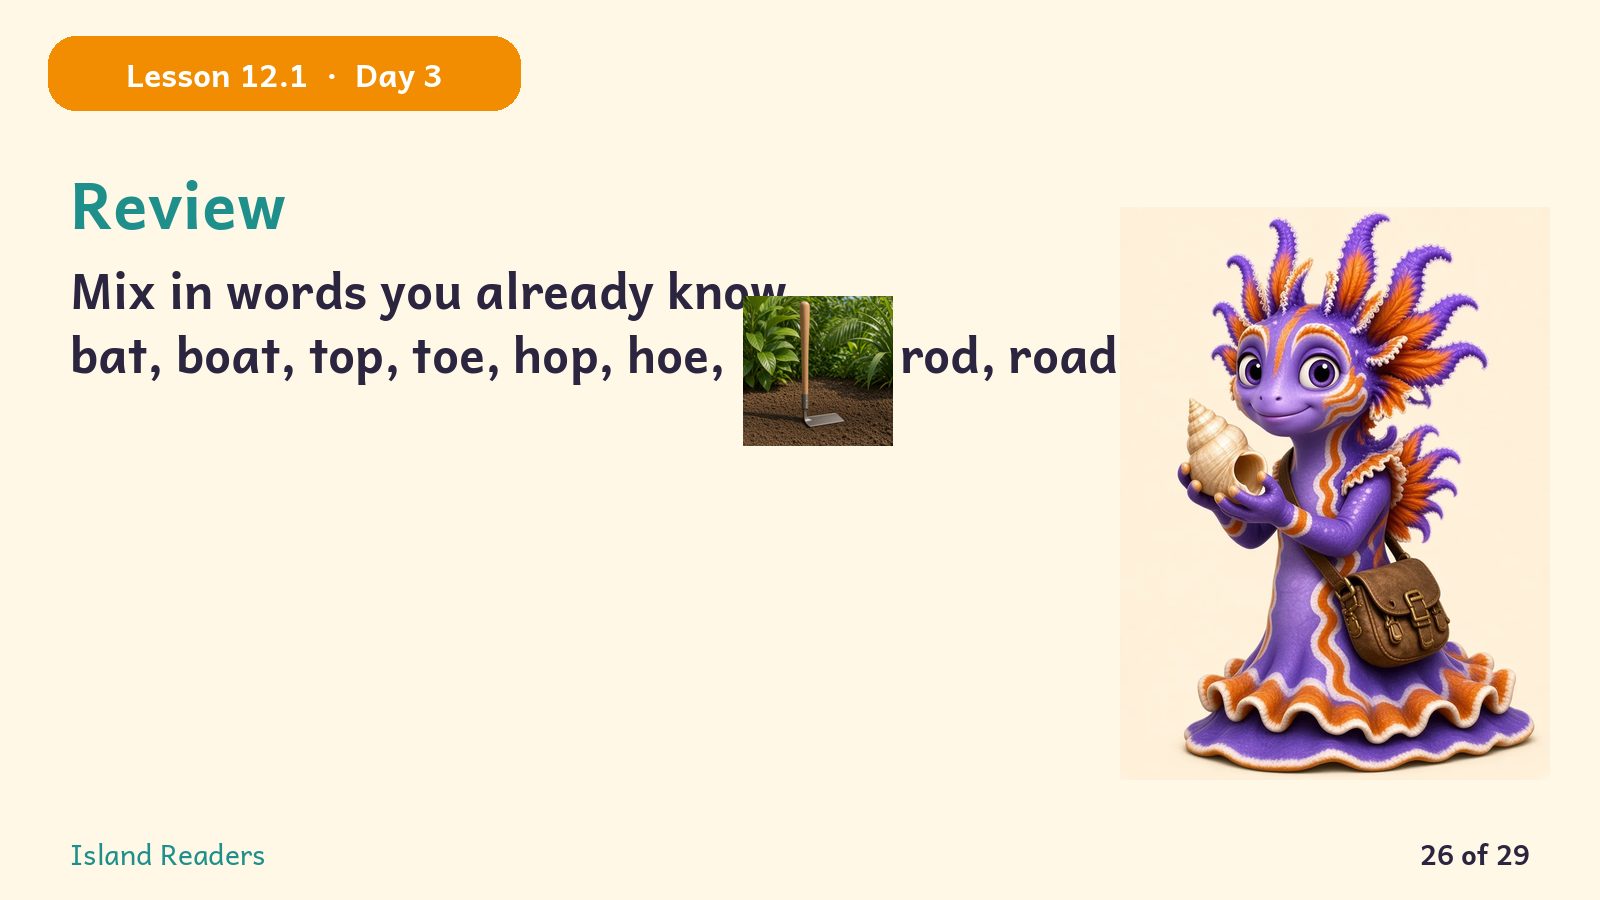 Lesson 12.1 · Day 3
Review
Mix in words you already know
bat, boat, top, toe, hop, hoe, rod, road
Island Readers
26 of 29